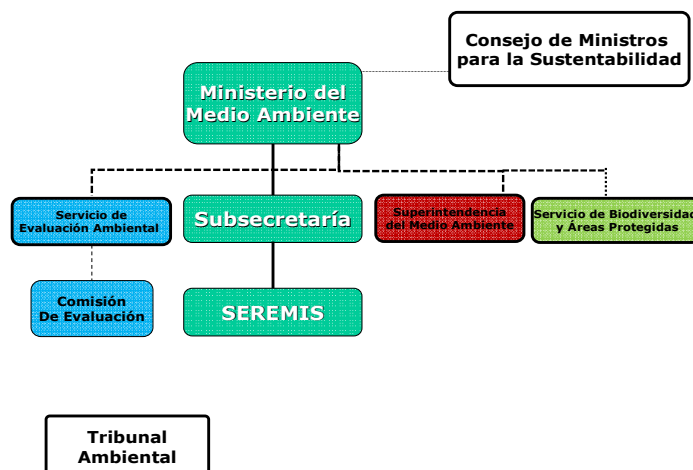 Consejo de Ministros
para la Sustentabilidad
Ministerio del
Medio Ambiente
Servicio de
Evaluación Ambiental
Subsecretaría
Superintendencia
del Medio Ambiente
Servicio de Biodiversidad
y Áreas Protegidas
Comisión
De Evaluación
SEREMIS
Tribunal
Ambiental